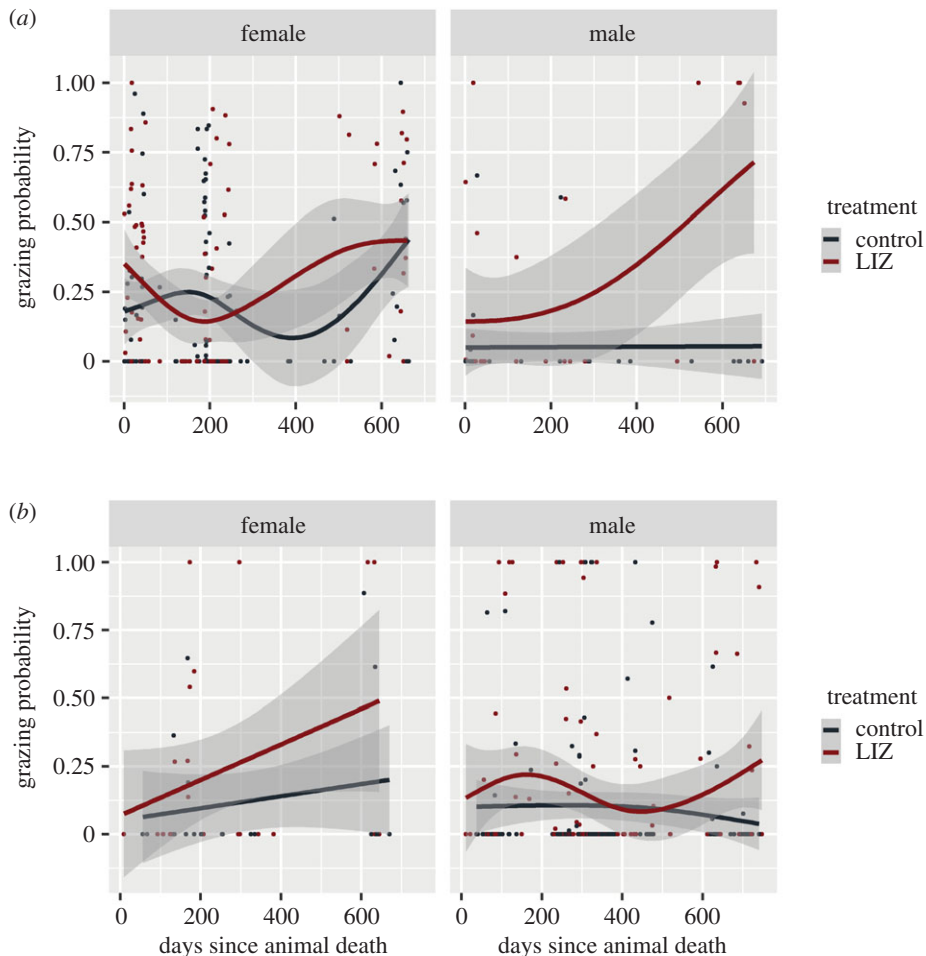 (a)
female male
1.00
0.75
0.50
0.25
0
grazing probability
0 200 400 600 0 200 400 600
treatment
control
LIZ
(b)
female male
1.00
0.75
0.50
0.25
0
grazing probability
0 200 400 600 0 200 400 600
days since animal death days since animal death
treatment
control
LIZ